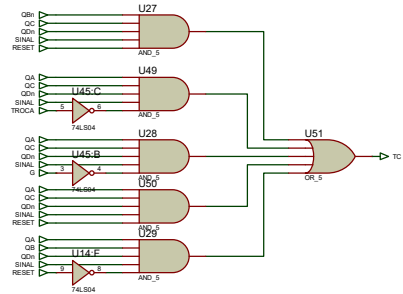 U27
QBn
QC
QDn
SINAL
RESET
AND_5
U49
QA
QC
QDn
SINAL
TROCA
U45:C
5 6
74LS04
AND_5
U28
QA
QC
QDn
SINAL
G
U45:B
3 4
74LS04
AND_5
U50
QA
QC
QDn
SINAL
RESET
AND_5
U29
QA
QB
QDn
SINAL
RESET
U14:F
9 8
74LS04
AND_5
U51
TC
OR_5